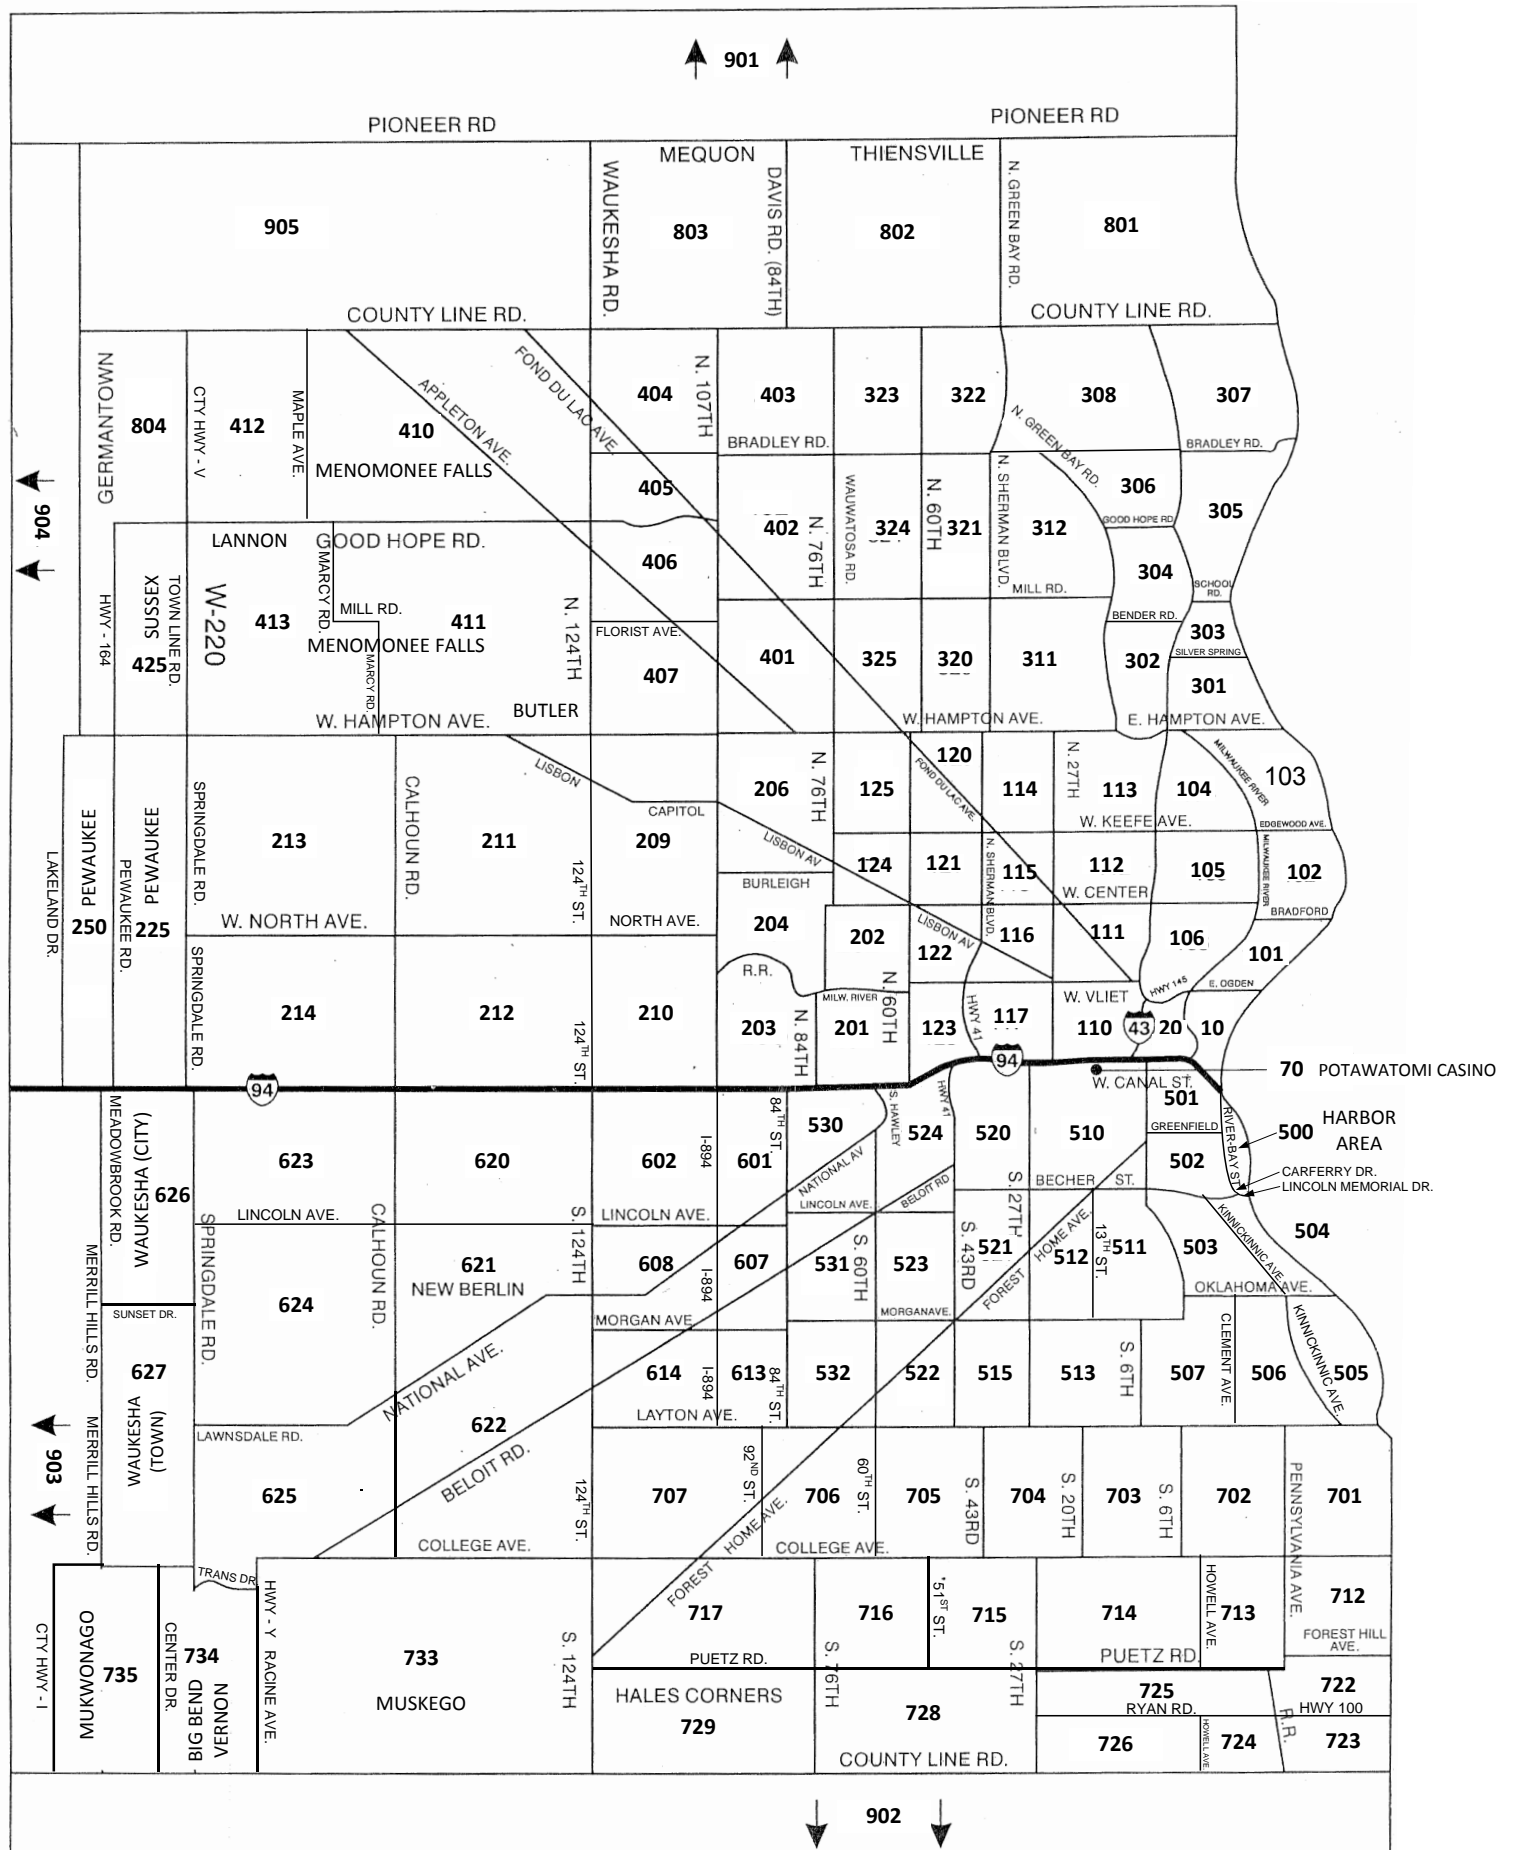 901
PIONEER RD
PIONEER RD
MEQUON
THIENSVILLE
WAUKESHA RD.
DAVIS RD. (84TH)
N. GREEN BAY RD.
905
803
802
801
COUNTY LINE RD.
COUNTY LINE RD.
GERMANTOWN
804
CTY HWY - V
412
MAPLE AVE.
410
APPLETON AVE.
FOND DU LAC AVE.
MENOMONEE FALLS
404
N. 107TH
403
323
322
308
307
BRADLEY RD.
N. GREEN BAY RD.
BRADLEY RD.
405
402
N. 76TH
WAUWATOSA RD.
324
N. 60TH
321
N. SHERMAN BLVD.
312
306
GOOD HOPE RD
305
904
LANNON
GOOD HOPE RD.
406
304
SCHOOL
RD.
MILL RD.
HWY - 164
SUSSEX
TOWN LINE RD.
425
W-220
413
MARCY RD.
MILL RD.
411
MENOMONEE FALLS
MARCY RD.
N. 124TH
FLORIST AVE.
407
401
325
320
311
BENDER RD.
302
303
SILVER SPRING
301
BUTLER
W. HAMPTON AVE.
W. HAMPTON AVE.
E. HAMPTON AVE.
LISBON
CAPITOL
206
N. 76TH
125
120
FOND DU LAC AVE.
114
N. 27TH
113
104
MILWAUKEE RIVER
103
W. KEEFE AVE.
EDGEWOOD AVE.
LAKELAND DR.
PEWAUKEE
250
PEWAUKEE RD.
PEWAUKEE
225
SPRINGDALE RD.
213
CALHOUN RD.
211
124TH ST.
209
LISBON AV
BURLEIGH
124
121
N. SHERMAN BLVD.
115
112
W. CENTER
105
MILWAUKEE RIVER
102
BRADFORD
W. NORTH AVE.
NORTH AVE.
204
202
LISBON AV
122
116
111
106
101
R.R.
MILW. RIVER
N. 60TH
HWY 41
W. VLIET
HWY 145
E. OGDEN
SPRINGDALE RD.
214
212
124TH ST.
210
203
N. 84TH
201
123
117
110
43
20
10
94
94
70 POTAWATOMI CASINO
W. CANAL ST.
501
GREENFIELD
RIVER-BAY ST.
500
HARBOR
AREA
CARFERRY DR.
LINCOLN MEMORIAL DR.
MEADOWBROOK RD.
WAUKESHA (CITY)
626
623
620
602
I-894
601
84TH ST.
530
S. HAWLEY
524
HWY 41
520
510
502
NATIONAL AV
BELOIT RD
BECHER ST.
LINCOLN AVE.
LINCOLN AVE.
LINCOLN AVE.
MERRILL HILLS RD.
SUNSET DR.
SPRINGDALE RD.
624
CALHOUN RD.
621
NEW BERLIN
S. 124TH
608
I-894
607
531
S. 60TH
523
S. 43RD
521
S. 27TH
FOREST HOME AVE.
512
13TH ST.
511
503
KINNICKINNIC AVE.
504
OKLAHOMA AVE.
MORGAN AVE.
MORGAN AVE.
627
WAUKESHA
(TOWN)
NATIONAL AVE.
614
I-894
613
84TH ST.
532
522
515
513
S. 6TH
507
CLEMENT AVE.
506
KINNICKINNIC AVE.
505
LAYTON AVE.
903
MERRILL HILLS RD.
LAWNSDALE RD.
625
622
BELOIT RD.
COLLEGE AVE.
124TH ST.
707
92ND ST.
706
60TH ST.
705
S. 43RD
704
S. 20TH
703
S. 6TH
702
PENNSYLVANIA AVE.
701
FOREST HOME AVE.
COLLEGE AVE.
TRANS DR
CTY HWY - I
MUKWONAGO
735
CENTER DR.
734
BIG BEND
VERNON
HWY - Y RACINE AVE.
733
MUSKEGO
S. 124TH
717
716
*51ST ST.
715
714
HOWELL AVE.
713
712
FOREST HILL
AVE.
PUETZ RD.
PUETZ RD.
HALES CORNERS
729
S. 76TH
728
S. 27TH
725
RYAN RD.
722
HWY 100
726
HOWELL AVE
724
R.R.
723
COUNTY LINE RD.
902